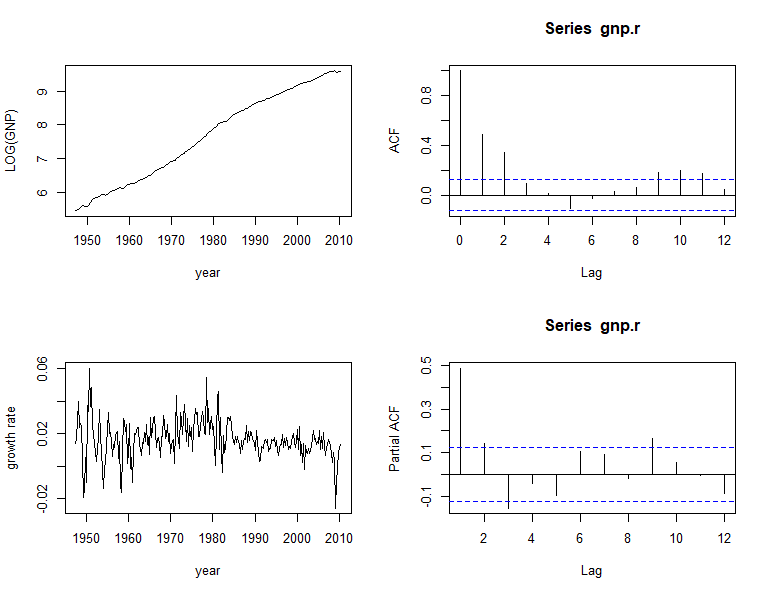 LOG(GNP)
9
8
7
6
1950 1960 1970 1980 1990 2000 2010
year
Series gnp.r
ACF
0.8
0.4
0.0
0 2 4 6 8 10 12
Lag
growth rate
0.06
0.02
-0.02
1950 1960 1970 1980 1990 2000 2010
year
Series gnp.r
Partial ACF
0.5
0.3
0.1
-0.1
2 4 6 8 10 12
Lag